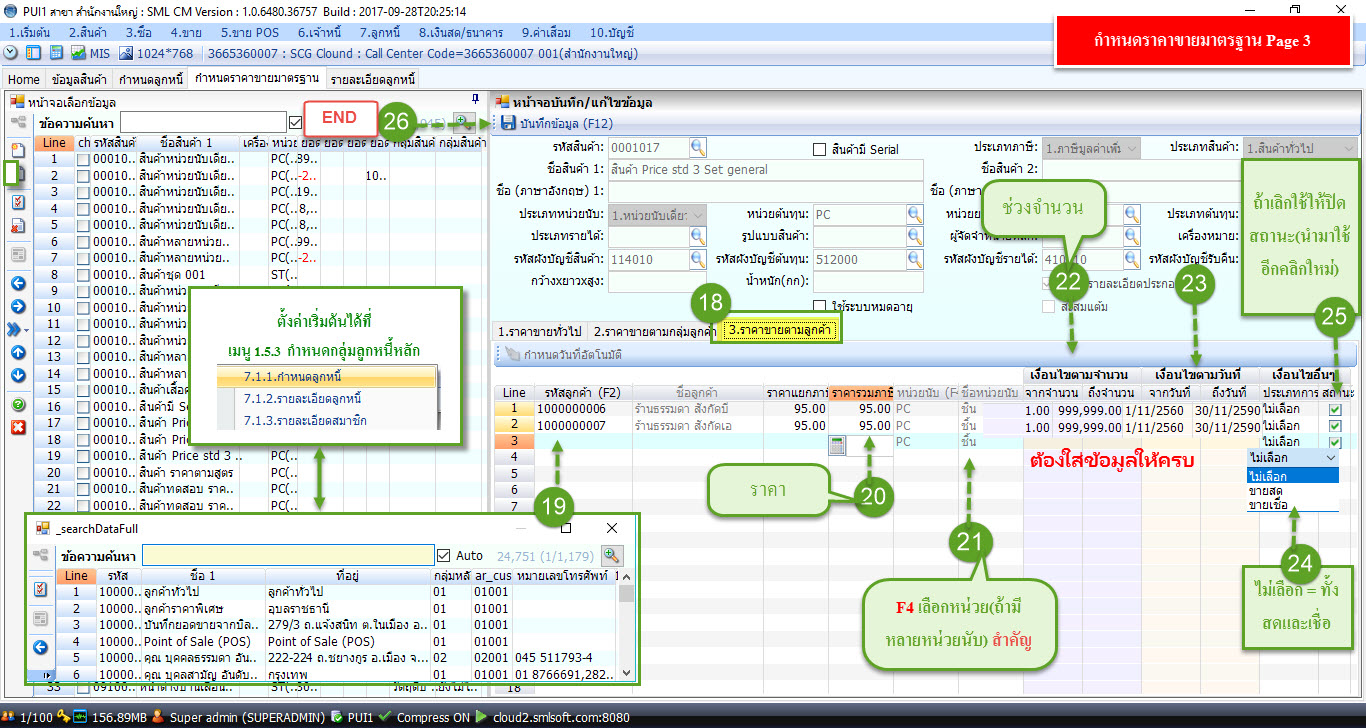 PUI1 สาขา สำนักงานใหญ่ : SML CM Version : 1.0.6480.36757 Build : 2017-09-28T20:25:14
1.เริ่มต้น 2.สินค้า 3.ซื้อ 4.ขาย 5.ขาย POS 6.เจ้าหนี้ 7.ลูกหนี้ 8.เงินสด/ธนาคาร 9.ค่าเสื่อม 10.บัญชี
MIS 1024*768 3665360007 : SCG Clound : Call Center Code=3665360007 001(สำนักงานใหญ่)
กำหนดราคาขายมาตรฐาน Page 3
Home ข้อมูลสินค้า กำหนดลูกหนี้ กำหนดราคาขายมาตรฐาน รายละเอียดลูกหนี้
หน้าจอเลือกข้อมูล
ข้อความค้นหา
END
26
Line ch รหัสสินค้ ชื่อสินค้า 1 เครื่อ หน่วย ยอด ยอด ยอด ยอด กลุ่มสินค้ กลุ่มสินค้า
1 00010.. สินค้าหน่วยนับเดีย.. PC(.. 89..
2 00010.. สินค้าหน่วยนับเดีย.. PC(.. -2.. 10..
3 00010.. สินค้าหน่วยนับเดีย.. PC(.. 19..
4 00010.. สินค้าหน่วยนับเดีย.. PC(.. 8,..
5 00010.. สินค้าหน่วยนับเดีย.. PC(.. 8,..
6 00010.. สินค้าหลายหน่วย.. PC(.. 99..
7 00010.. สินค้าหลายหน่วย.. PC(.. -2..
8 00010.. สินค้าชุด 001 ST(..
9 00010..
10 00010..
11 00010..
12 00010..
13 00010.. สินค้าหลา
14 00010.. สินค้าหลา
15 00010.. สินค้าเสื้อ
16 00010.. สินค้ามี S
17 00010.. สินค้า Pri
18 00010.. สินค้า Pri
19 00010.. สินค้า Price std 3 .. PC(..
20 00010.. สินค้า ราคาตามสูตร PC(..
21 00010.. สินค้าทดสอบ ราค.. PC(..
22 00010.. สินค้าทดสอบ ราค.. PC(..
ตั้งค่าเริ่มต้นได้ที่
เมนู 1.5.3 กำหนดกลุ่มลูกหนี้หลัก
7.1.1.กำหนดลูกหนี้
7.1.2.รายละเอียดลูกหนี้
7.1.3.รายละเอียดสมาชิก
_searchDataFull
ข้อความค้นหา Auto 24,751 (1/1,179)
Line รหัส ชื่อ 1 ที่อยู่ กลุ่มหลั ar_cus หมายเลขโทรศัพท์
1 10000.. ลูกค้าทั่วไป ลูกค้าทั่วไป 01 01001
2 10000.. ลูกค้าราคาพิเศษ อุบลราชธานี 01 01001
3 10000.. บันทึกยอดขายจากบิล.. 279/3 ถ.แจ้งสนิท ต.ในเมือง อ.. 01 01001
4 10000.. Point of Sale (POS) Point of Sale (POS) 01 01001
5 10000.. คุณ บุคคลธรรมดา อัน.. 222-224 ถ.ชยางกูร อ.เมือง จ.... 02 02001 045 511793-4
6 10000.. คุณ บุคลสามัญ อันดับ.. กรุงเทพ 01 01001 01 8766691,282..
หน้าจอบันทึก/แก้ไขข้อมูล
บันทึกข้อมูล (F12)
รหัสสินค้า: 0001017 สินค้ามี Serial ประเภทภาษี: 1.ภาษีมูลค่าเพิ่ม ประเภทสินค้า: 1.สินค้าทั่วไป
ชื่อสินค้า 1: สินค้า Price std 3 Set general ชื่อสินค้า 2:
ชื่อ (ภาษาอังกฤษ) 1: ชื่อ (ภาษา
ประเภทหน่วยนับ: 1.หน่วยนับเดีย: หน่วยต้นทุน: PC หน่วยย ประเภทต้นทุน:
ประเภทรายได้: รูปแบบสินค้า: เครื่องหมาย:
รหัสผังบัญชีสินค้า: 114010 รหัสผังบัญชีต้นทุน: 512000 รหัสผังบัญชีรายได้: รหัสผังบัญชีรับคืน:
กว้างxยาวxสูง: น้ำหนัก(กก): รายละเอียดประกอ
ใช้ระบบหมดอายุ สะสมแต้ม
ช่วงจำนวน
22
23
ถ้าเลิกใช้ให้ปิด
สถานะ(นำมาใช้
อีกคลิกใหม่)
25
18
1.ราคาขายทั่วไป 2.ราคาขายตามกลุ่มลูกค้า 3.ราคาขายตามลูกค้า
กำหนดวันที่อัตโนมัติ
เงื่อนไขตามจำนวน เงื่อนไขตามวันที่ เงื่อนไขอื่นๆ
Line รหัสลูกค้า (F2) ชื่อลูกค้า ราคาแยกภาษี ราคารวมภาษี หน่วยนับ (F4 ชื่อหน่วยนับ จากจำนวน ถึงจำนวน จากวันที่ ถึงวันที่ ประเภทการ สถานะ
1 1000000006 ร้านธรรมดา สังกัดบี 95.00 95.00 PC ชิ้น 1.00 999,999.00 1/11/2560 30/11/2590 ไม่เลือก
2 1000000007 ร้านธรรมดา สังกัดเอ 95.00 95.00 PC ชิ้น 1.00 999,999.00 1/11/2560 30/11/2590 ไม่เลือก
3 PC ชิ้น ไม่เลือก
4
5
6
7
ต้องใส่ข้อมูลให้ครบ
ไม่เลือก
ไม่เลือก
ขายสด
ขายเชื่อ
ราคา
19
20
21
24
F4 เลือกหน่วย(ถ้ามี
หลายหน่วยนับ) สำคัญ
ไม่เลือก = ทั้ง
สดและเชื่อ
18
1/100 156.89MB Super admin (SUPERADMIN) PUI1 Compress ON cloud2.smlsoft.com:8080